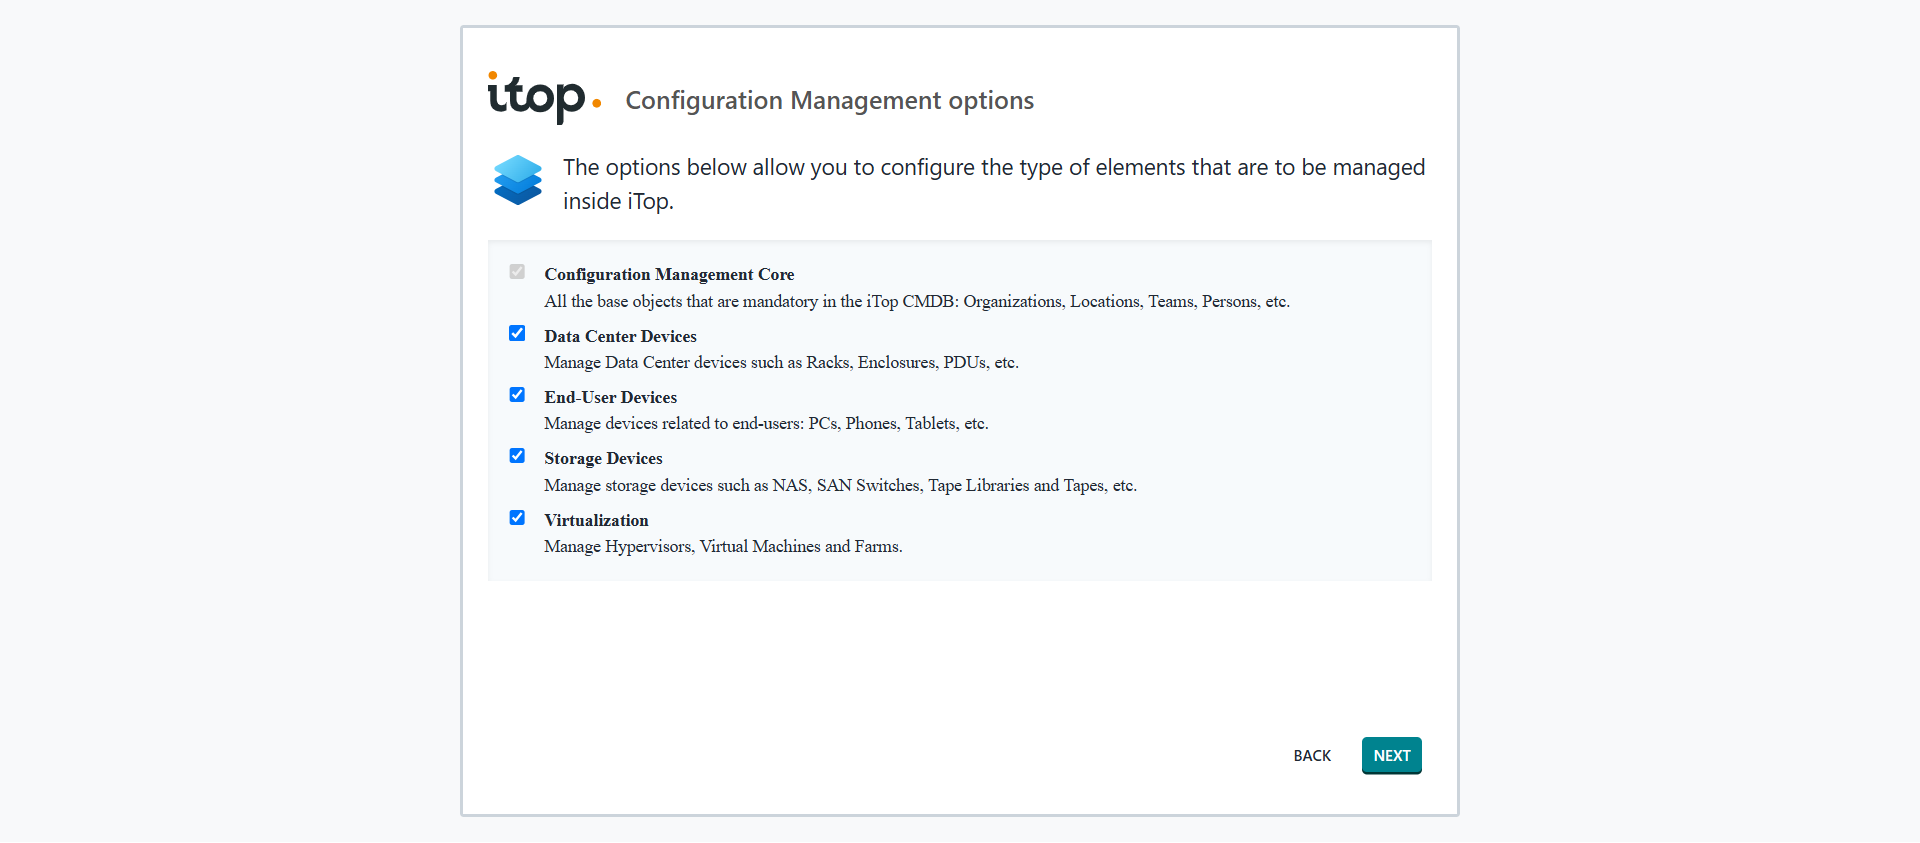 itop
Configuration Management options
The options below allow you to configure the type of elements that are to be managed
inside iTop.
Configuration Management Core
All the base objects that are mandatory in the iTop CMDB: Organizations, Locations, Teams, Persons, etc.
Data Center Devices
Manage Data Center devices such as Racks, Enclosures, PDUs, etc.
End-User Devices
Manage devices related to end-users: PCs, Phones, Tablets, etc.
Storage Devices
Manage storage devices such as NAS, SAN Switches, Tape Libraries and Tapes, etc.
Virtualization
Manage Hypervisors, Virtual Machines and Farms.
BACK
NEXT